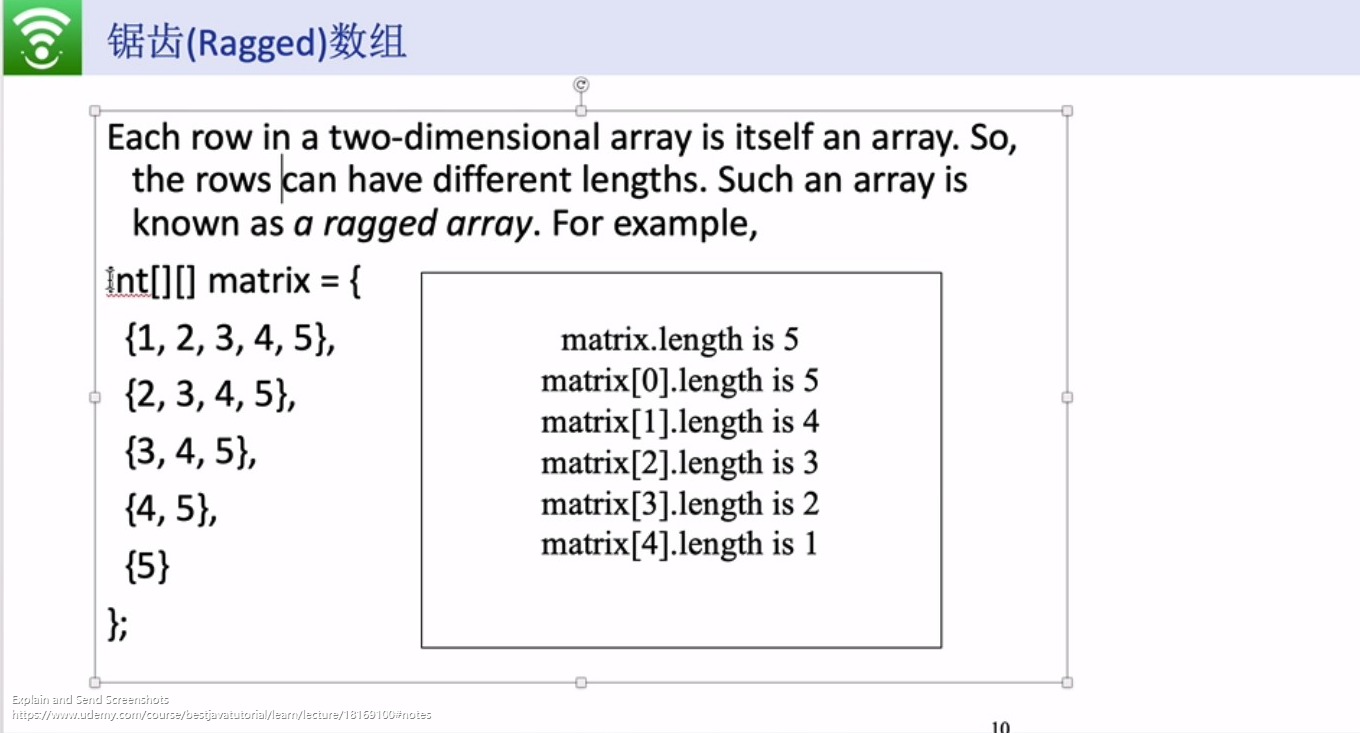 锯齿(Ragged)数组
Each row in a two-dimensional array is itself an array. So,
the rows can have different lengths. Such an array is
known as a ragged array. For example,
int[][] matrix = {
{1, 2, 3, 4, 5},
{2, 3, 4, 5},
{3, 4, 5},
{4, 5},
{5}
};
matrix.length is 5
matrix[0].length is 5
matrix[1].length is 4
matrix[2].length is 3
matrix[3].length is 2
matrix[4].length is 1
Explain and Send Screenshots
https://www.udemy.com/course/bestjavatutorial/learn/lecture/18169100#notes
10